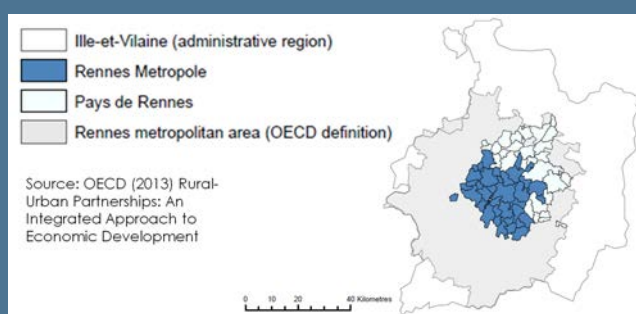 Ille-et-Vilaine (administrative region)
Rennes Metropole
Pays de Rennes
Rennes metropolitan area (OECD definition)
Source: OECD (2013) Rural-
Urban Partnerships: An
Integrated Approach to
Economic Development
0 10 20 40 Kilometres